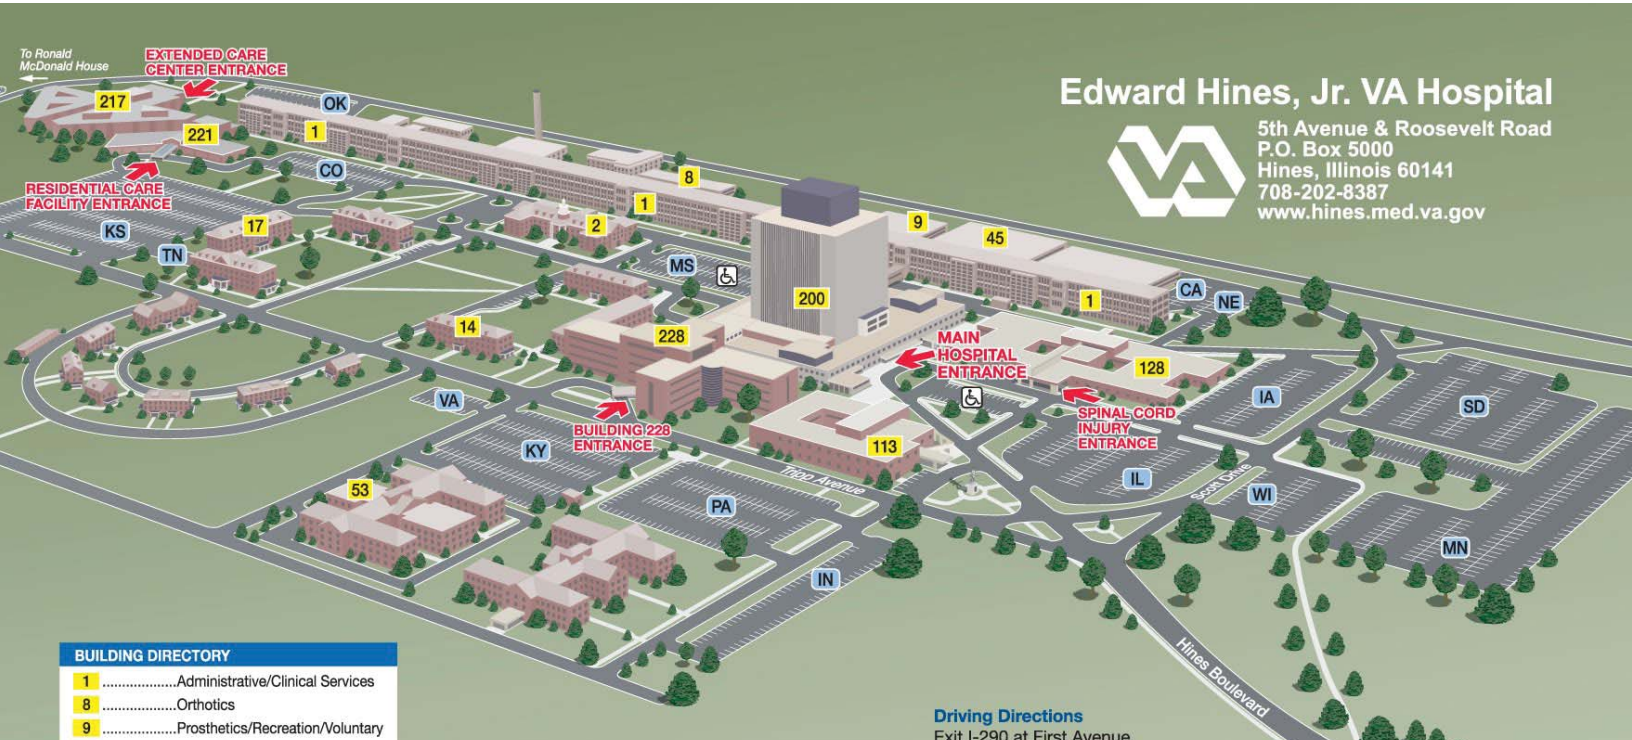 To Ronald
McDonald House
EXTENDED CARE
CENTER ENTRANCE
217
221
OK
1
CO
RESIDENTIAL CARE
FACILITY ENTRANCE
KS
TN
17
2
1
8
MS
9
45
200
1
CA
NE
14
228
MAIN
HOSPITAL
ENTRANCE
128
IA
SD
VA
KY
BUILDING 228
ENTRANCE
SPINAL CORD
INJURY
ENTRANCE
113
Tripp Avenue
IL
Scott Drive
WI
53
PA
IN
MN
Hines Boulevard
Edward Hines, Jr. VA Hospital
VA
5th Avenue & Roosevelt Road
P.O. Box 5000
Hines, Illinois 60141
708-202-8387
www.hines.med.va.gov
BUILDING DIRECTORY
1 ..................Administrative/Clinical Services
8 ..................Orthotics
9 ..................Prosthetics/Recreation/Voluntary
Driving Directions
Exit I-290 at First Avenue